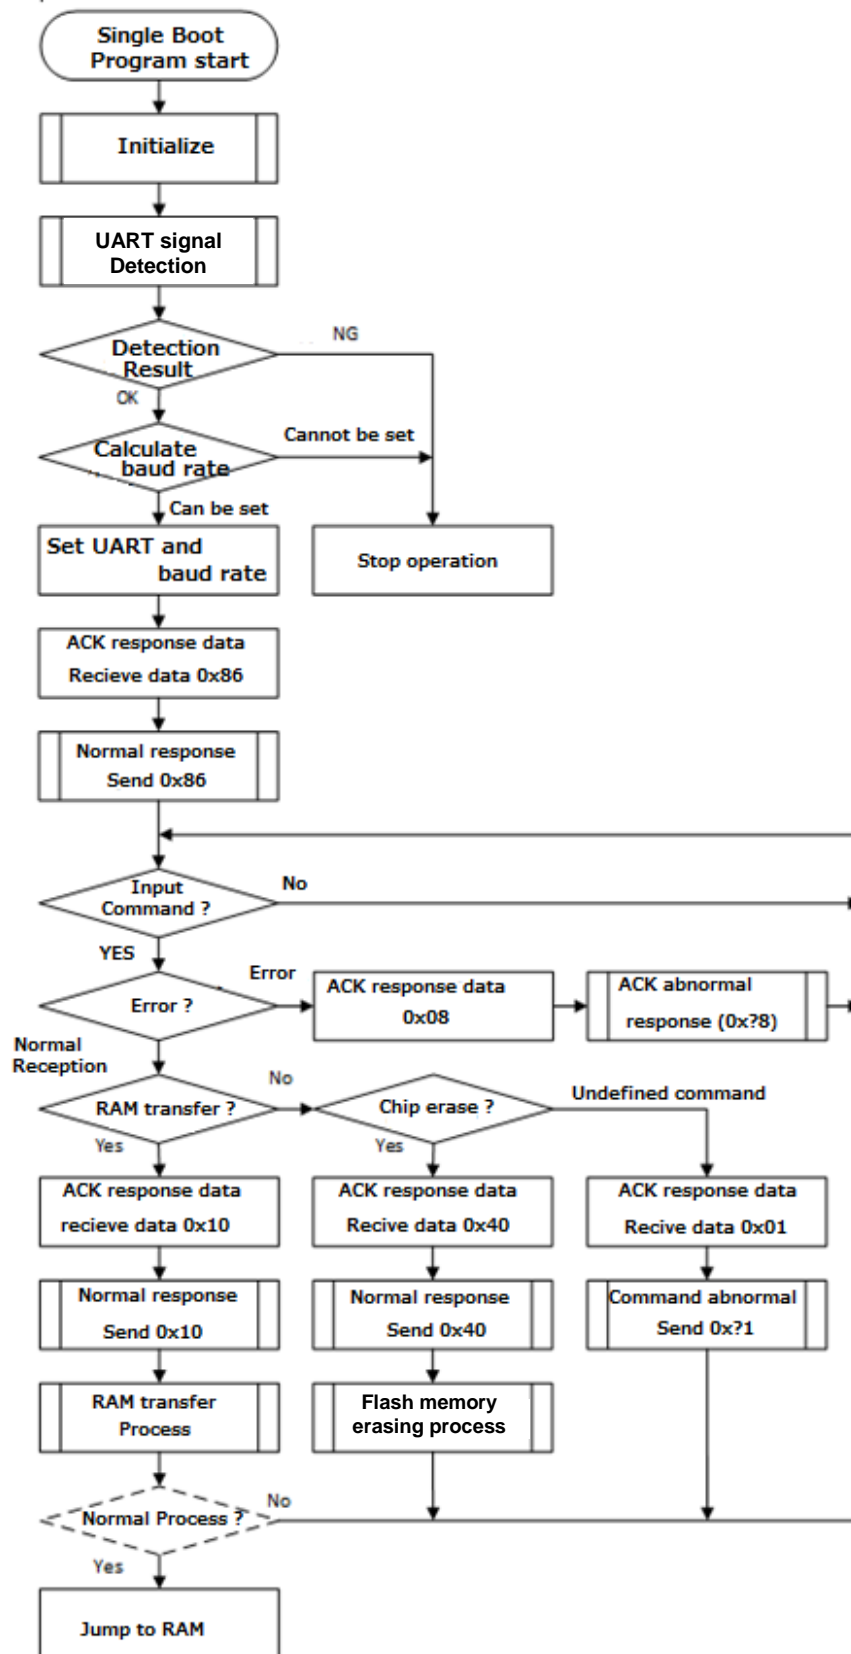 Single Boot
Program start
Initialize
UART signal
Detection
Detection
Result
NG
OK
Calculate
baud rate
Cannot be set
Can be set
Set UART and
baud rate
Stop operation
ACK response data
Recieve data 0x86
Normal response
Send 0x86
Input
Command ?
No
YES
Error ?
Error
ACK response data
0x08
ACK abnormal
response (0x?8)
Normal
Reception
RAM transfer ?
No
Chip erase ?
Undefined command
Yes
Yes
ACK response data
recieve data 0x10
ACK response data
Recive data 0x40
ACK response data
Recive data 0x01
Normal response
Send 0x10
Normal response
Send 0x40
Command abnormal
Send 0x?1
RAM transfer
Process
Flash memory
erasing process
Normal Process ?
No
Yes
Jump to RAM